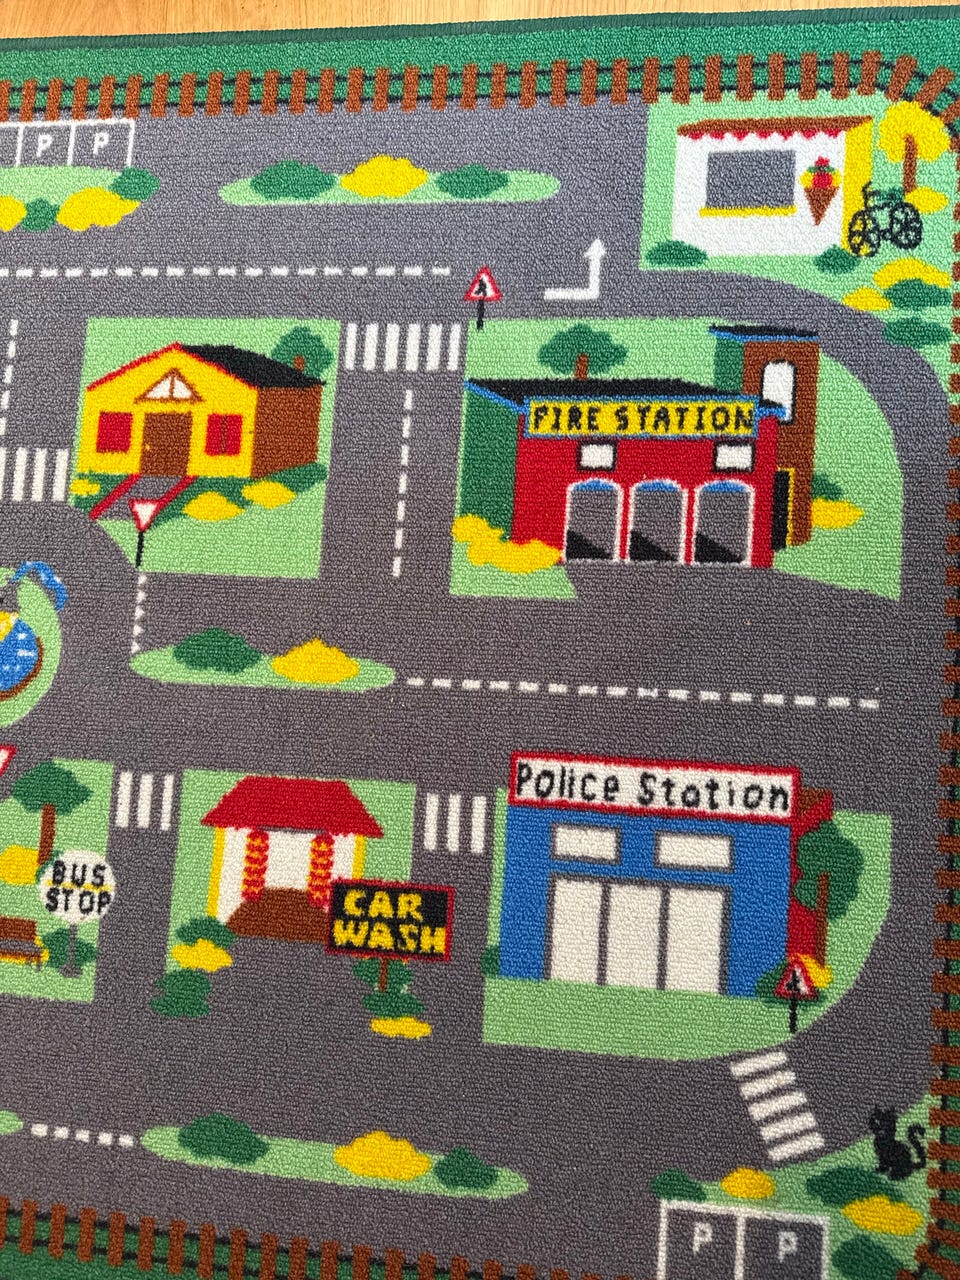 P P
FIRE STATION
Police Station
BUS
STOP
CAR
WASH
P P